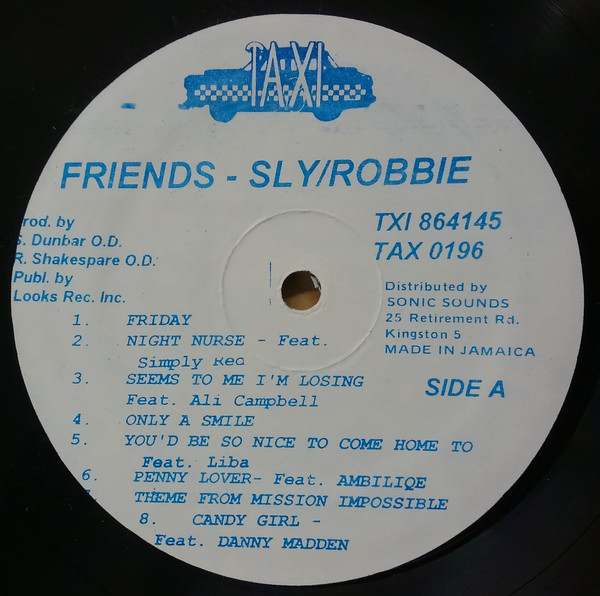 TAXI
FRIENDS - SLY/ROBBIE
rod. by
S. Dunbar O.D.
R. Shakespare O.D.
Publ. by
Looks Rec. Inc.
TXI 864145
TAX 0196
Distributed by
SONIC SOUNDS
25 Retirement Rd.
Kingston 5
MADE IN JAMAICA
SIDE A
1. FRIDAY
2. NIGHT NURSE - Feat.
Simply Red
3. SEEMS TO ME I'M LOSING
Feat. Ali Campbell
4. ONLY A SMILE
5. YOU'D BE SO NICE TO COME HOME TO
Feat. Liba
6. PENNY LOVER- Feat. AMBILIQE
THEME FROM MISSION IMPOSSIBLE
8. CANDY GIRL -
Feat. DANNY MADDEN